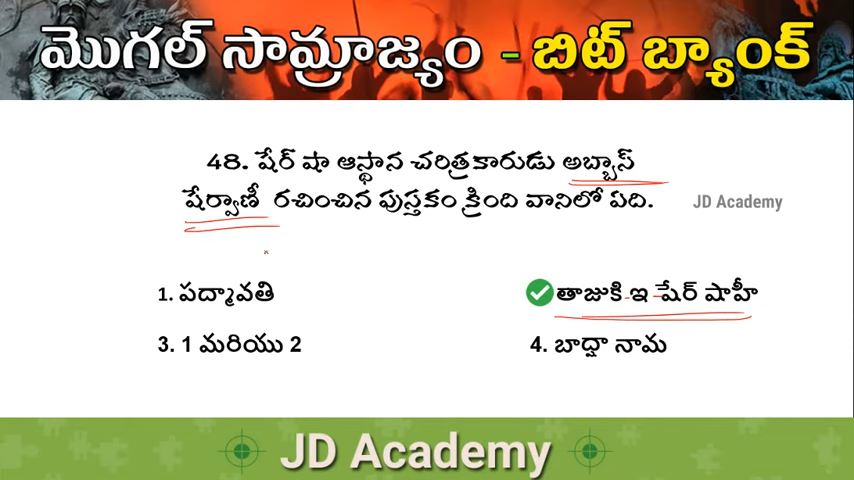 మొగల్ సామ్రాజ్యం - బిట్ బ్యాంక్
48. షేర్ షా ఆస్థాన చరిత్రకారుడు అబ్బాస్
షేర్వాణీ రచించిన పుస్తకం క్రింది వానిలో ఏది.
JD Academy
1. పద్మావతి
తాజుకి ఇ షేర్ షాహీ
3. 1 మరియు 2
4. బాద్షా నామ
JD Academy